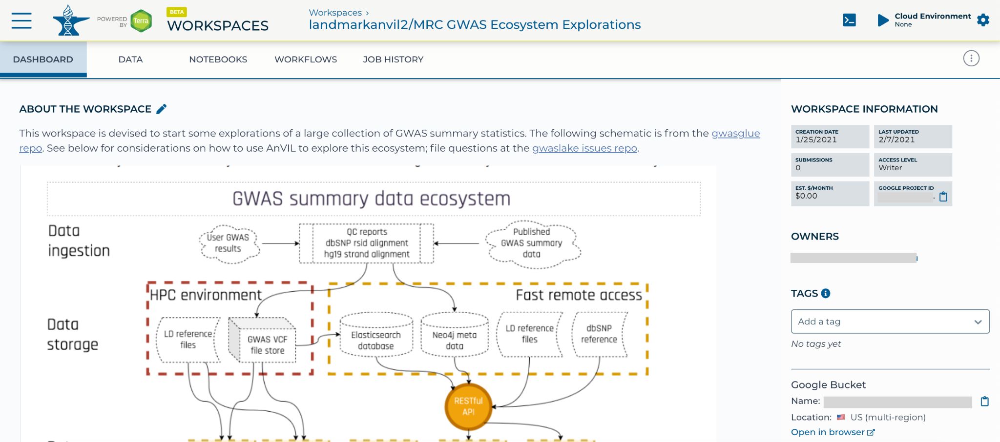 POWERED
BY
Terra
BETA
WORKSPACES
Workspaces ›
landmarkanvil2/MRC GWAS Ecosystem Explorations
Cloud Environment
None
DASHBOARD
DATA
NOTEBOOKS
WORKFLOWS
JOB HISTORY
ABOUT THE WORKSPACE
This workspace is devised to start some explorations of a large collection of GWAS summary statistics. The following schematic is from the gwasglue
repo. See below for considerations on how to use AnVIL to explore this ecosystem; file questions at the gwaslake issues repo.
GWAS summary data ecosystem
Data
ingestion
User GWAS
results
QC reports
dbSNP rsid alignment
hg19 strand alignment
Published
GWAS summary
data
HPC environment
Fast remote access
Data
storage
LD reference
files
GWAS VCF
file store
Elasticsearch
database
Neo4j meta
data
LD reference
files
dbSNP
reference
RESTful
API
WORKSPACE INFORMATION
CREATION DATE
1/25/2021
LAST UPDATED
2/7/2021
SUBMISSIONS
0
ACCESS LEVEL
Writer
EST. $/MONTH
$0.00
GOOGLE PROJECT ID
..
OWNERS
TAGS
Add a tag
No tags yet
Google Bucket
Name:
Location: US (multi-region)
Open in browser